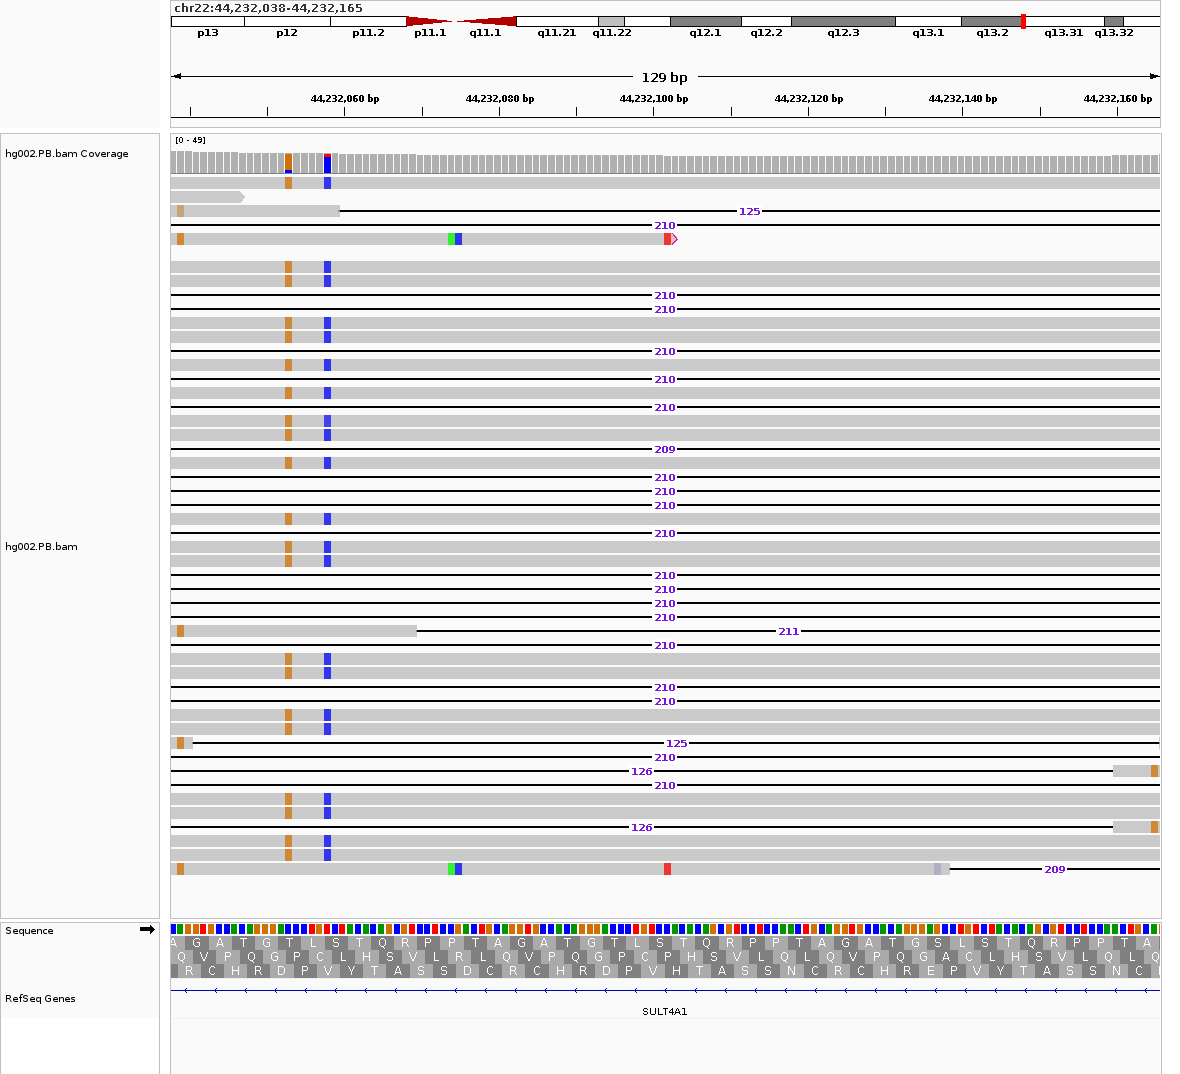 chr22:44,232,038-44,232,165
p13 p12 p11.2 p11.1 q11.1 q11.21 q11.22 q12.1 q12.2 q12.3 q13.1 q13.2 q13.31 q13.32
129 bp
44,232,060 bp 44,232,080 bp 44,232,100 bp 44,232,120 bp 44,232,140 bp 44,232,160 bp
[0 - 49]
hg002.PB.bam Coverage
125
210
210
210
210
210
210
209
210
210
210
210
hg002.PB.bam
210
210
210
210
211
210
210
210
125
210
126
210
126
209
Sequence
A G A T G T L S T Q R P P T A G A T G T L S T Q R P P T A G A T G S L S T Q R P P T A
Q V P Q G P C L H S V L R L Q V P Q G P C P H S V L Q L Q V P Q G A C L H S V L Q L Q
R C H R D P V Y T A S S D C R C H R D P V H T A S S N C R C H R E P V Y T A S S N C
RefSeq Genes
SULT4A1